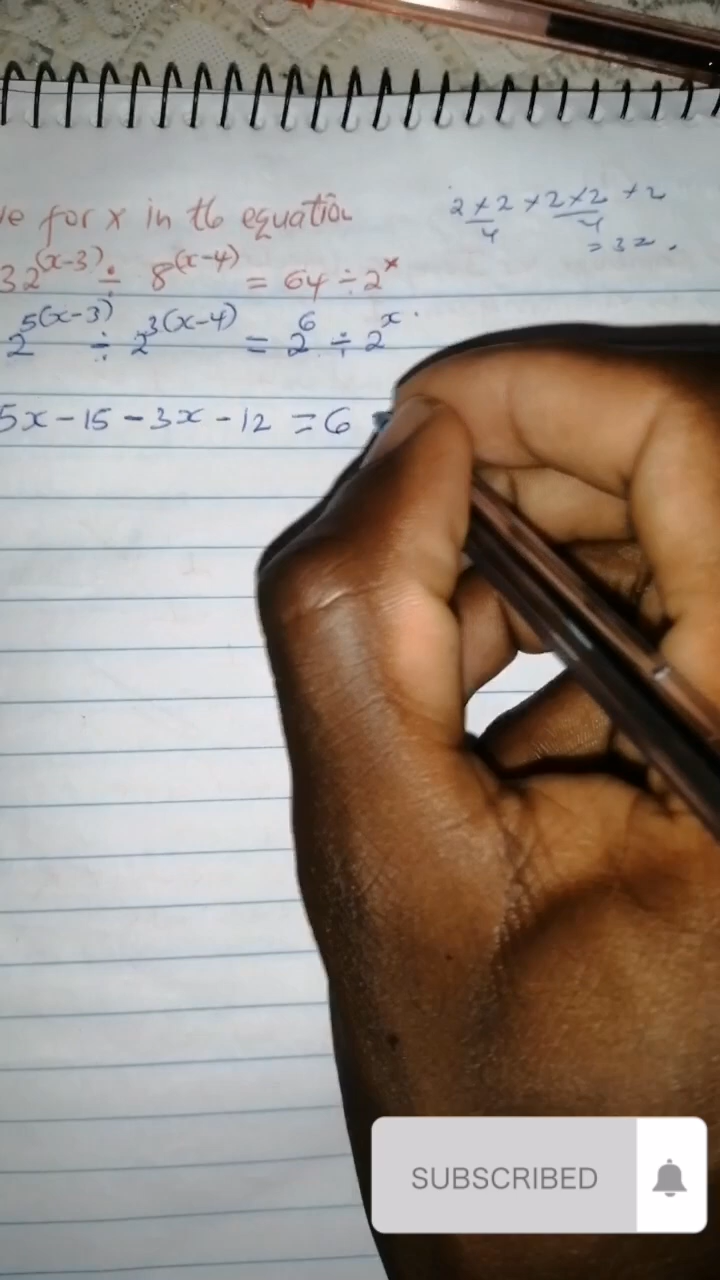 ve for x in the equation
32^(x-3) ÷ 8^(x-4) = 64 ÷ 2^x
2^5(x-3) ÷ 2^3(x-4) = 2^6 ÷ 2^x.
5x - 15 - 3x - 12 = 6
2 × 2 × 2 × 2 × 2
4 4
= 32.
SUBSCRIBED